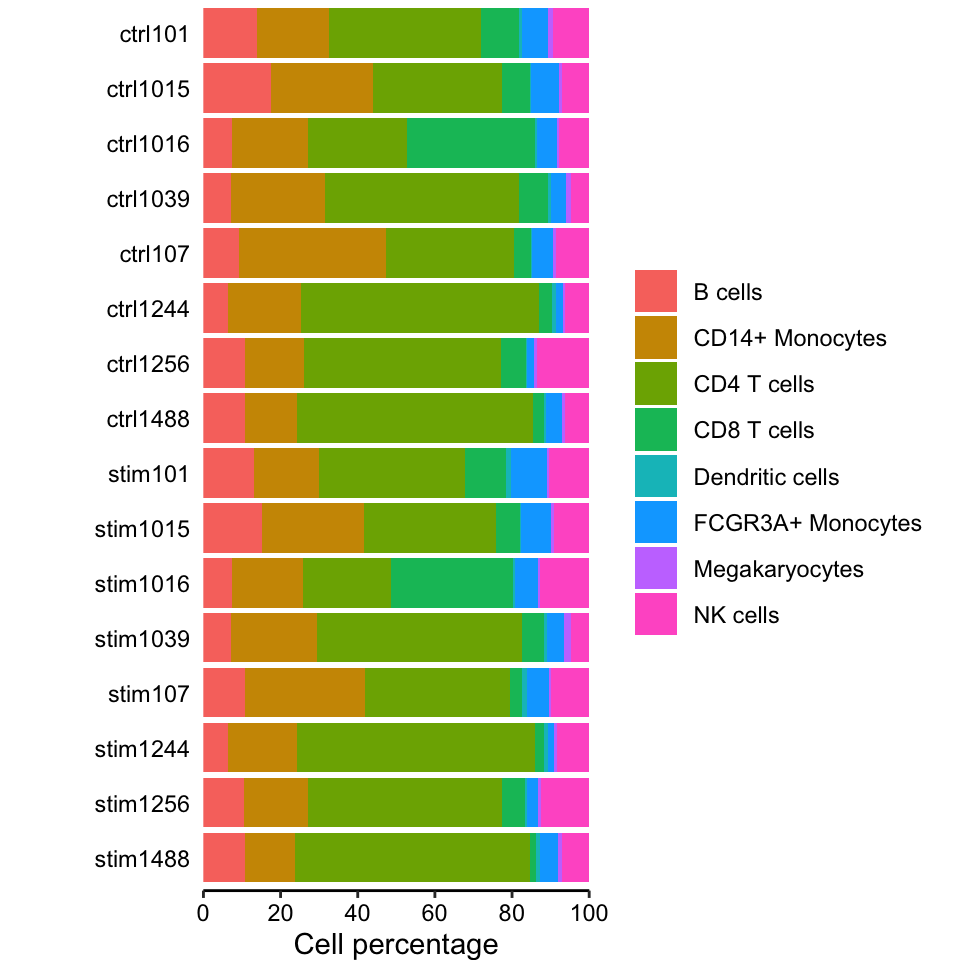 ctrl101
ctrl1015
ctrl1016
ctrl1039
ctrl107
ctrl1244
ctrl1256
ctrl1488
stim101
stim1015
stim1016
stim1039
stim107
stim1244
stim1256
stim1488
0 20 40 60 80 100
Cell percentage
B cells
CD14+ Monocytes
CD4 T cells
CD8 T cells
Dendritic cells
FCGR3A+ Monocytes
Megakaryocytes
NK cells